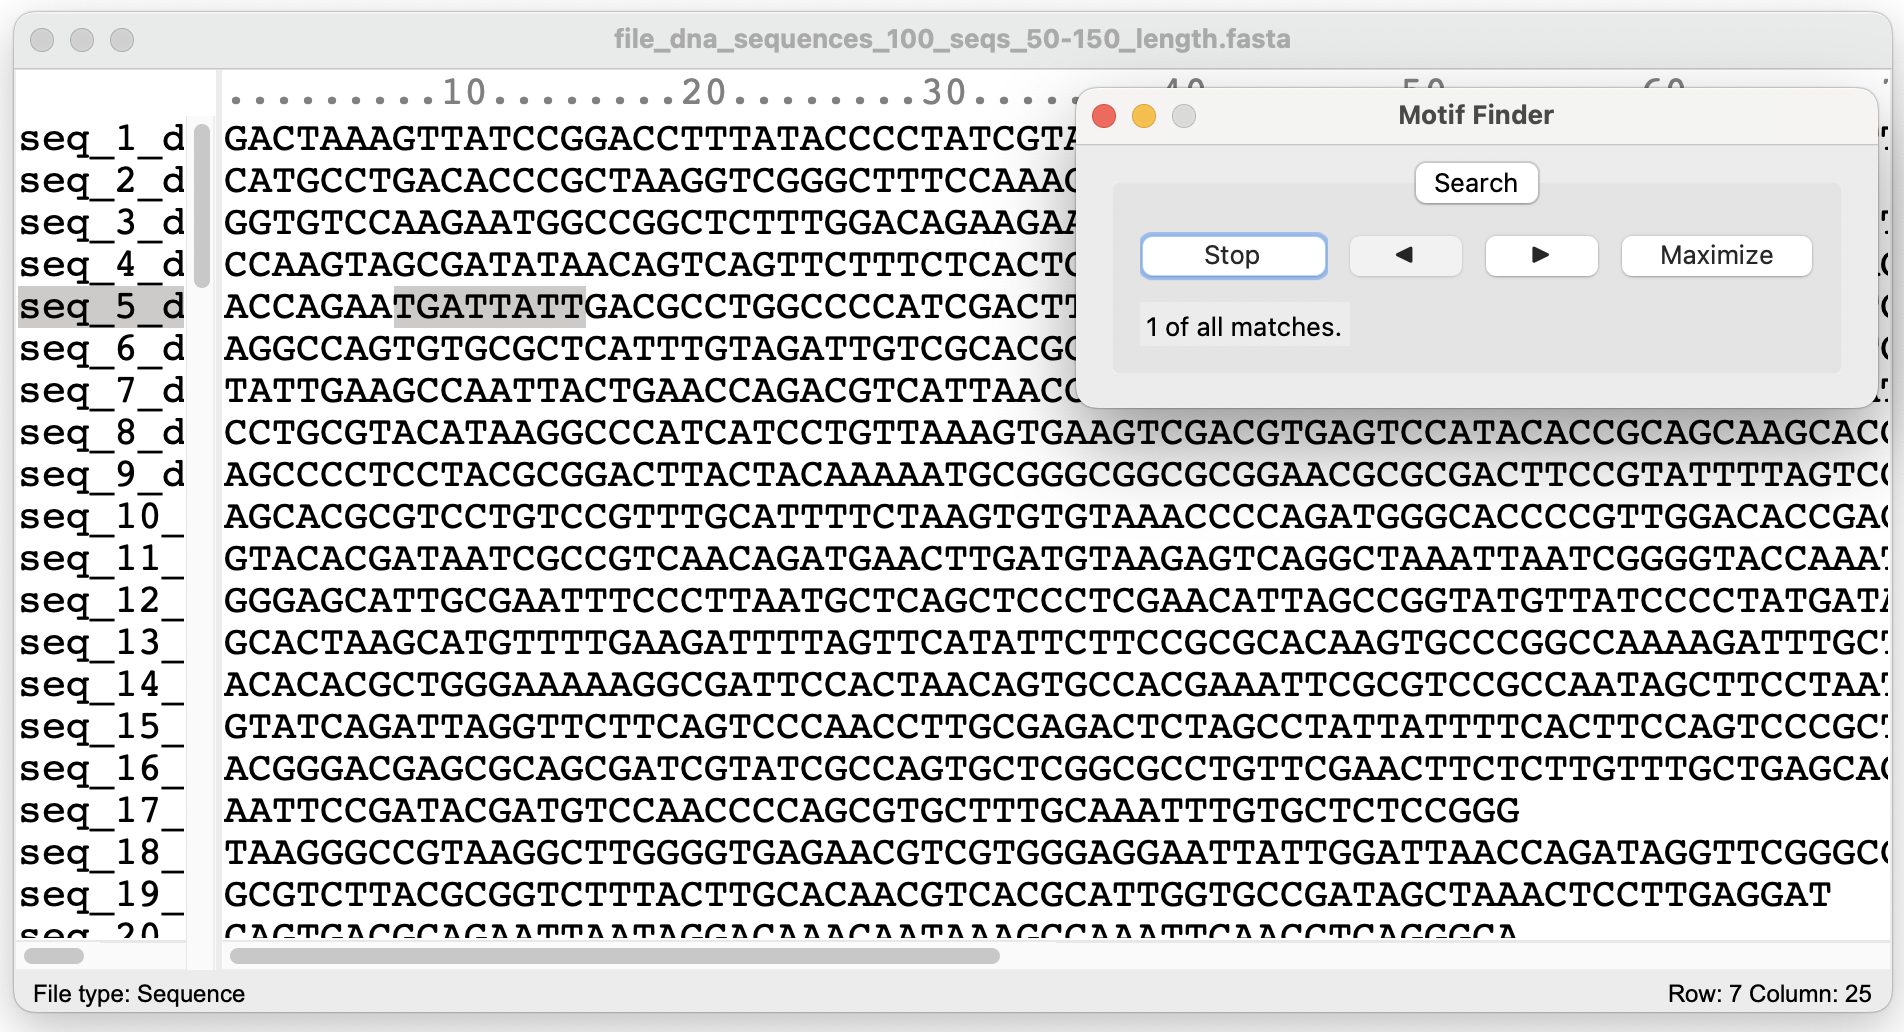 file_dna_sequences_100_seqs_50-150_length.fasta
.........10........20........30.....
Motif Finder
Search
Stop ◀ ▶ Maximize
1 of all matches.
seq_1_d GACTAAAGTTATCCGGACCTTTATACCCCTATCGTA
seq_2_d CATGCCTGACACCCGCTAAGGTCGGGCTTTCCAAAC
seq_3_d GGTGTCCAAGAATGGCCGGCTCTTTGGACAGAAGAA
seq_4_d CCAAGTAGCGATATAACAGTCAGTTCTTTCTCACTC
seq_5_d ACCAGAATGATTATTGACGCCTGGCCCCATCGACTT
seq_6_d AGGCCAGTGTGCGCTCATTTGTAGATTGTCGCACGC
seq_7_d TATTGAAGCCAATTACTGAACCAGACGTCATTAACC
seq_8_d CCTGCGTACATAAGGCCCATCATCCTGTTAAAGTGAAGTCGACGTGAGTCCATACACCGCAGCAAGCAC
seq_9_d AGCCCCTCCTACGCGGACTTACTACAAAAATGCGGGCGGCGCGGAACGCGCGACTTCCGTATTTTAGTC
seq_10_ AGCACGCGTCCTGTCCGTTTGCATTTTCTAAGTGTGTAAACCCCAGATGGGCACCCCGTTGGACACCGA
seq_11_ GTACACGATAATCGCCGTCAACAGATGAACTTGATGTAAGAGTCAGGCTAAATTAATCGGGGTACCAAA
seq_12_ GGGAGCATTGCGAATTTCCCTTAATGCTCAGCTCCCTCGAACATTAGCCGGTATGTTATCCCCTATGAT
seq_13_ GCACTAAGCATGTTTTGAAGATTTTAGTTCATATTCTTCCGCGCACAAGTGCCCGGCCAAAAGATTTGC
seq_14_ ACACACGCTGGGAAAAAGGCGATTCCACTAACAGTGCCACGAAATTCGCGTCCGCCAATAGCTTCCTAA
seq_15_ GTATCAGATTAGGTTCTTCAGTCCCAACCTTGCGAGACTCTAGCCTATTATTTTCACTTCCAGTCCCGC
seq_16_ ACGGGACGAGCGCAGCGATCGTATCGCCAGTGCTCGGCGCCTGTTCGAACTTCTCTTGTTTGCTGAGCA
seq_17_ AATTCCGATACGATGTCCAACCCCAGCGTGCTTTGCAAATTTGTGCTCTCCGGG
seq_18_ TAAGGGCCGTAAGGCTTGGGGTGAGAACGTCGTGGGAGGAATTATTGGATTAACCAGATAGGTTCGGGC
seq_19_ GCGTCTTACGCGGTCTTTACTTGCACAACGTCACGCATTGGTGCCGATAGCTAAACTCCTTGAGGAT
seq_20_ CAGTGACGCAGAATTAATAGGACAAACAATAAAGCCAAATTCAACCTCAGGGCA
File type: Sequence
Row: 7 Column: 25